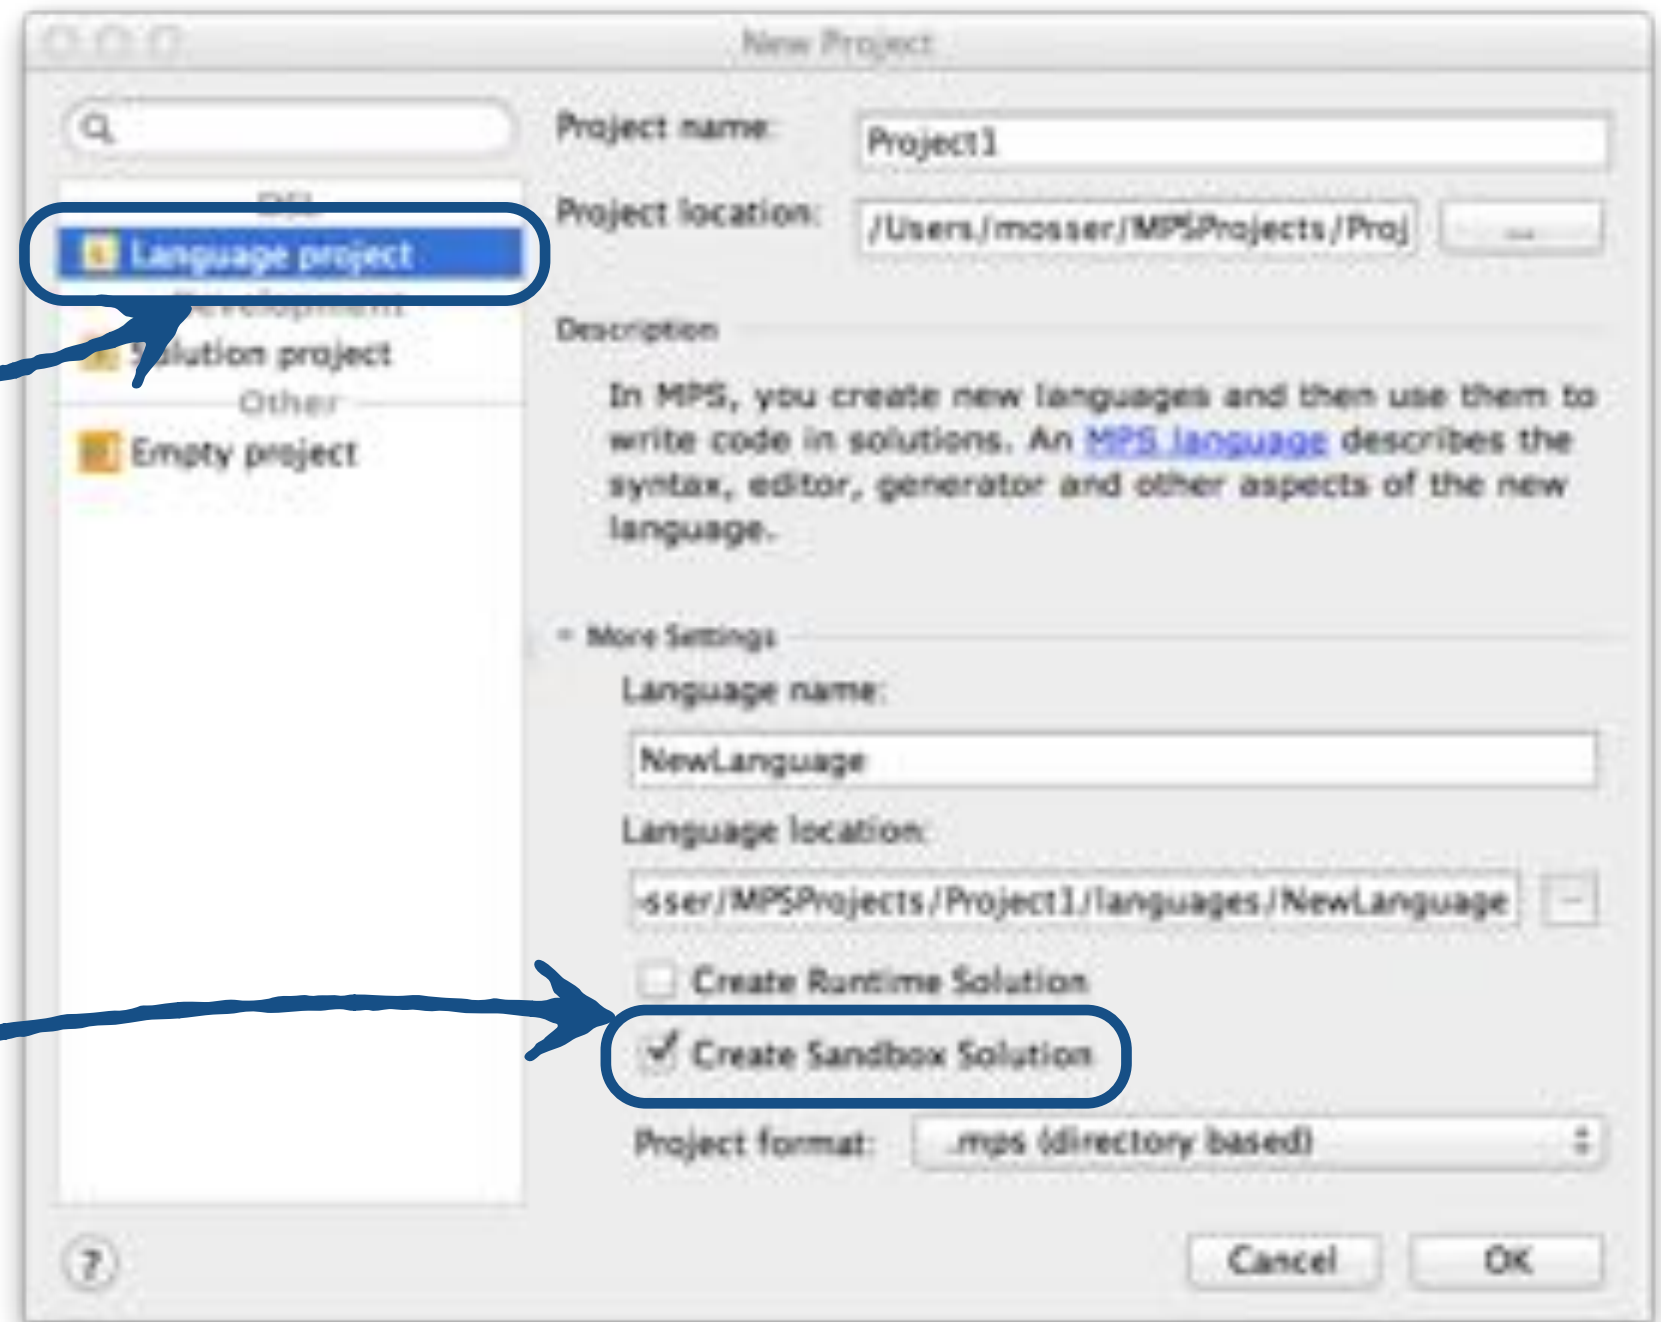 New Project
Project name:
Project1
Project location:
/Users/mosser/MPSProjects/Proj
...
DSL
Language project
Development
Solution project
Other
Empty project
Description
In MPS, you create new languages and then use them to
write code in solutions. An MPS language describes the
syntax, editor, generator and other aspects of the new
language.
More Settings
Language name:
NewLanguage
Language location:
sser/MPSProjects/Project1/languages/NewLanguage
...
Create Runtime Solution
Create Sandbox Solution
Project format:
.mps (directory based)
?
Cancel
OK